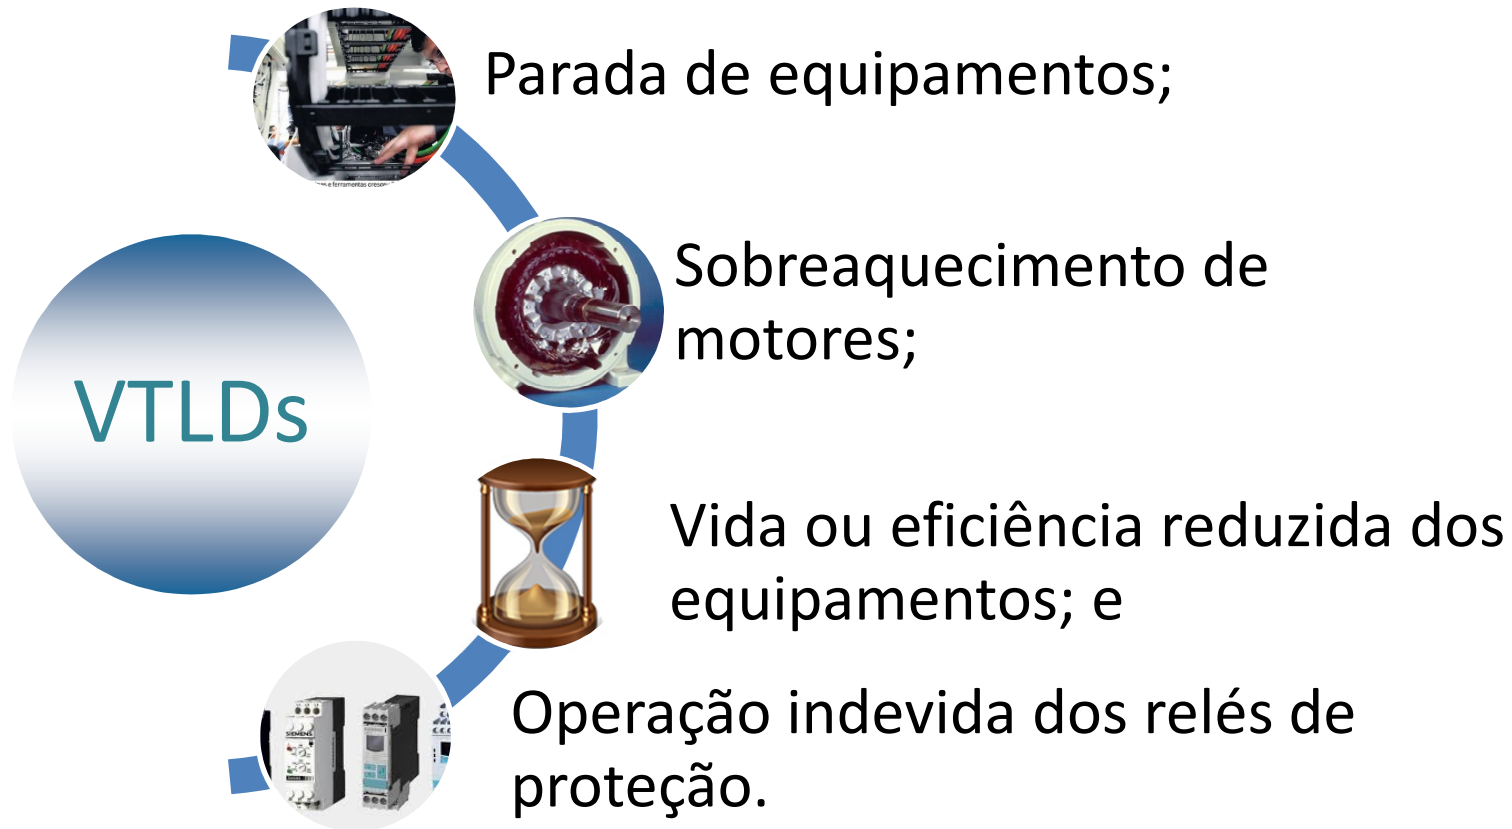 Parada de equipamentos;
Sobreaquecimento de
motores;
VTLDs
Vida ou eficiência reduzida dos
equipamentos; e
Operação indevida dos relés de
proteção.
SIEMENS